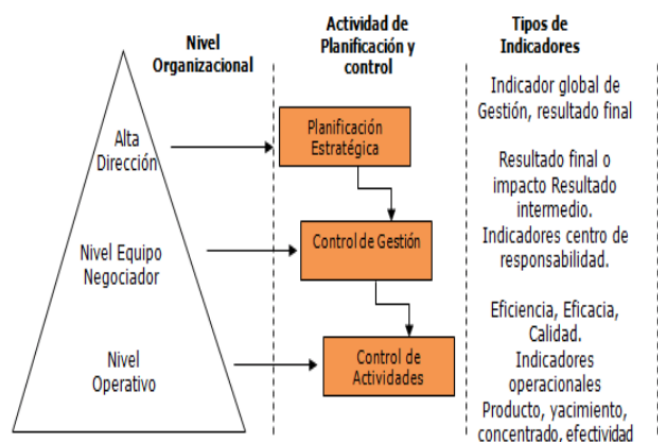 Nivel
Organizacional
Actividad de
Planificación y
control
Tipos de
Indicadores
Alta
Dirección
Planificación
Estratégica
Indicador global de
Gestión, resultado final
Nivel Equipo
Negociador
Control de Gestión
Resultado final o
impacto Resultado
intermedio.
Indicadores centro de
responsabilidad.
Nivel
Operativo
Control de
Actividades
Eficiencia, Eficacia,
Calidad.
Indicadores
operacionales
Producto, yacimiento,
concentrado, efectividad